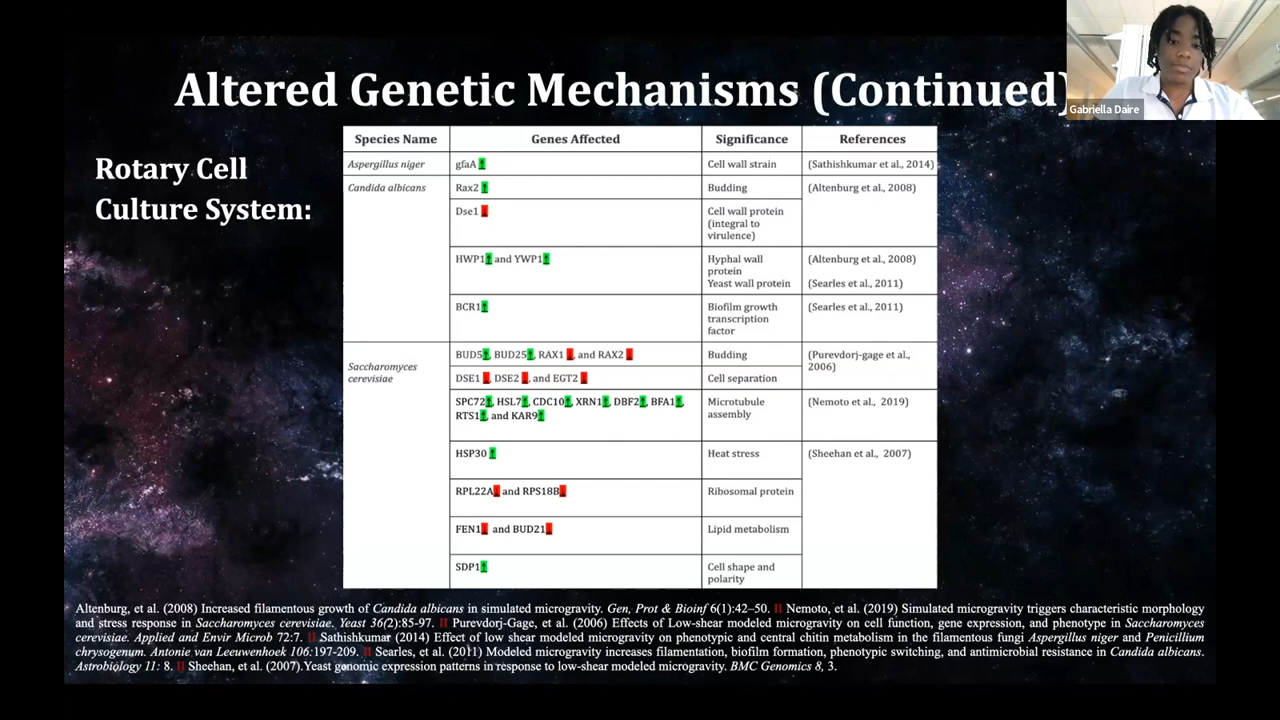 Altered Genetic Mechanisms (Continued)
Gabriella Daire
Rotary Cell
Culture System:
Species Name Genes Affected Significance References
Aspergillus niger gfaA↑ Cell wall strain (Sathishkumar et al., 2014)
Candida albicans Rax2↑ Budding (Altenburg et al., 2008)
Dse1↓ Cell wall protein
(integral to
virulence)
HWP1↑ and YWP1↑ Hyphal wall (Altenburg et al., 2008)
protein
Yeast wall protein (Searles et al., 2011)
BCR1↑ Biofilm growth (Searles et al., 2011)
transcription
factor
Saccharomyces
cerevisiae
BUD5↑, BUD25↑, RAX1↓, and RAX2↓ Budding (Purevdorj-gage et al.,
2006)
DSE1↓, DSE2↓, and EGT2↓ Cell separation
SPC72↑, HSL7↑, CDC10↑, XRN1↑, DBF2↑, BFA1↑, Microtubule (Nemoto et al., 2019)
RTS1↑, and KAR9↑ assembly
HSP30↑ Heat stress (Sheehan et al., 2007)
RPL22A↓ and RPS18B↓ Ribosomal protein
FEN1↓ and BUD21↓ Lipid metabolism
SDP1↑ Cell shape and
polarity
Altenburg, et al. (2008) Increased filamentous growth of Candida albicans in simulated microgravity. Gen, Prot & Bioinf 6(1):42–50. || Nemoto, et al. (2019) Simulated microgravity triggers characteristic morphology
and stress response in Saccharomyces cerevisiae. Yeast 36(2):85-97. || Purevdorj-Gage, et al. (2006) Effects of Low-shear modeled microgravity on cell function, gene expression, and phenotype in Saccharomyces
cerevisiae. Applied and Envir Microb 72:7. || Sathishkumar (2014) Effect of low shear modeled microgravity on phenotypic and central chitin metabolism in the filamentous fungi Aspergillus niger and Penicillium
chrysogenum. Antonie van Leeuwenhoek 106:197-209. || Searles, et al. (2011) Modeled microgravity increases filamentation, biofilm formation, phenotypic switching, and antimicrobial resistance in Candida albicans.
Astrobiology 11: 8. || Sheehan, et al. (2007).Yeast genomic expression patterns in response to low-shear modeled microgravity. BMC Genomics 8, 3.